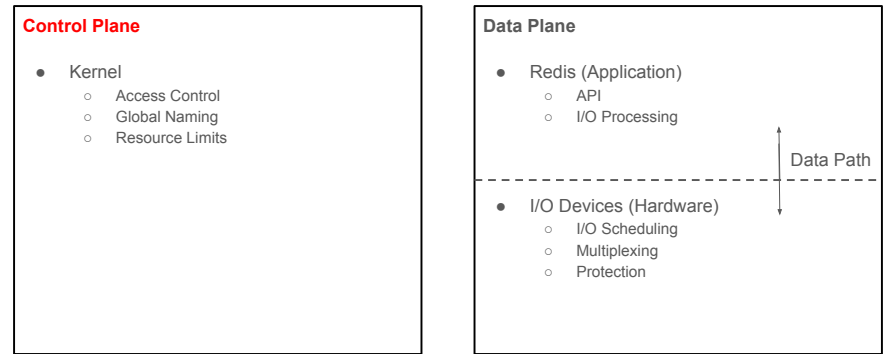 Control Plane
● Kernel
○ Access Control
○ Global Naming
○ Resource Limits
Data Plane
● Redis (Application)
○ API
○ I/O Processing
Data Path
● I/O Devices (Hardware)
○ I/O Scheduling
○ Multiplexing
○ Protection